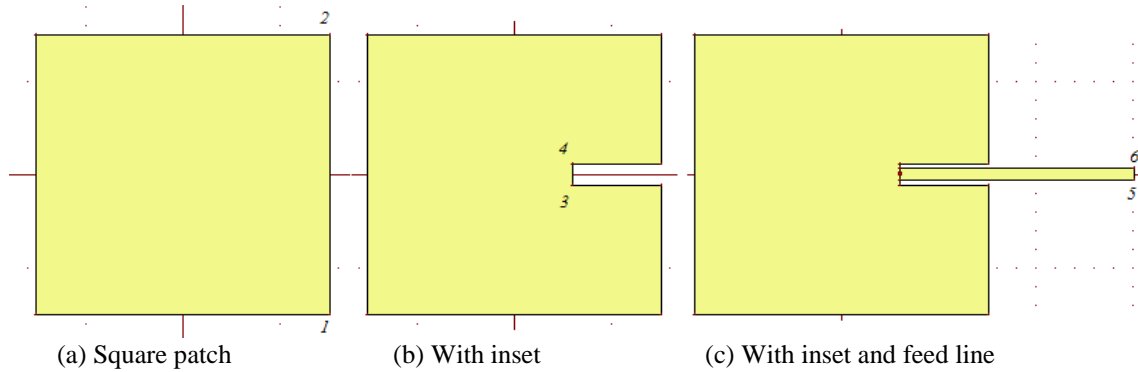 2
1
(a) Square patch
4
3
(b) With inset
6
5
(c) With inset and feed line